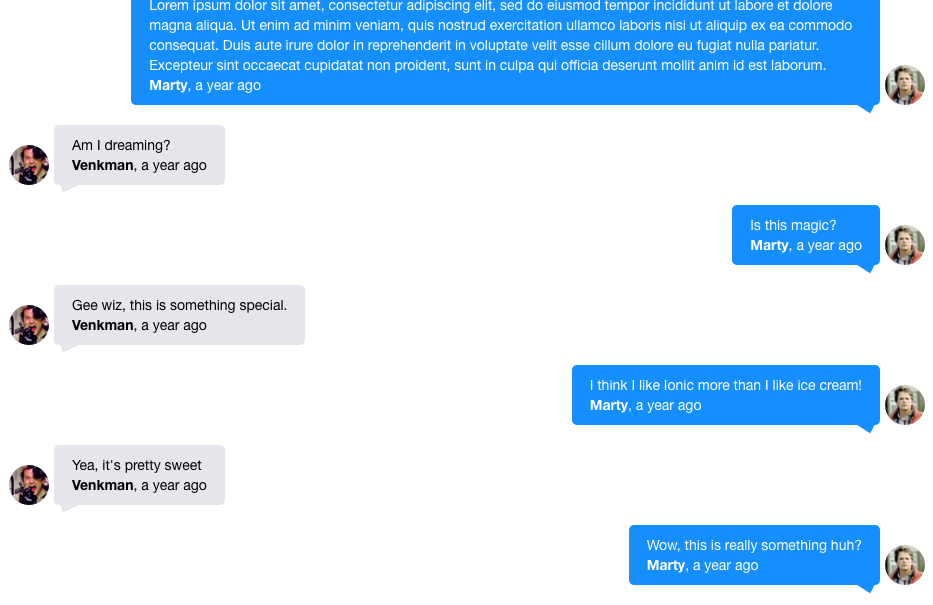 Lorem ipsum dolor sit amet, consectetur adipiscing elit, sed do eiusmod tempor incididunt ut labore et dolore
magna aliqua. Ut enim ad minim veniam, quis nostrud exercitation ullamco laboris nisi ut aliquip ex ea commodo
consequat. Duis aute irure dolor in reprehenderit in voluptate velit esse cillum dolore eu fugiat nulla pariatur.
Excepteur sint occaecat cupidatat non proident, sunt in culpa qui officia deserunt mollit anim id est laborum.
Marty, a year ago
Am I dreaming?
Venkman, a year ago
Is this magic?
Marty, a year ago
Gee wiz, this is something special.
Venkman, a year ago
I think I like Ionic more than I like ice cream!
Marty, a year ago
Yea, it's pretty sweet
Venkman, a year ago
Wow, this is really something huh?
Marty, a year ago